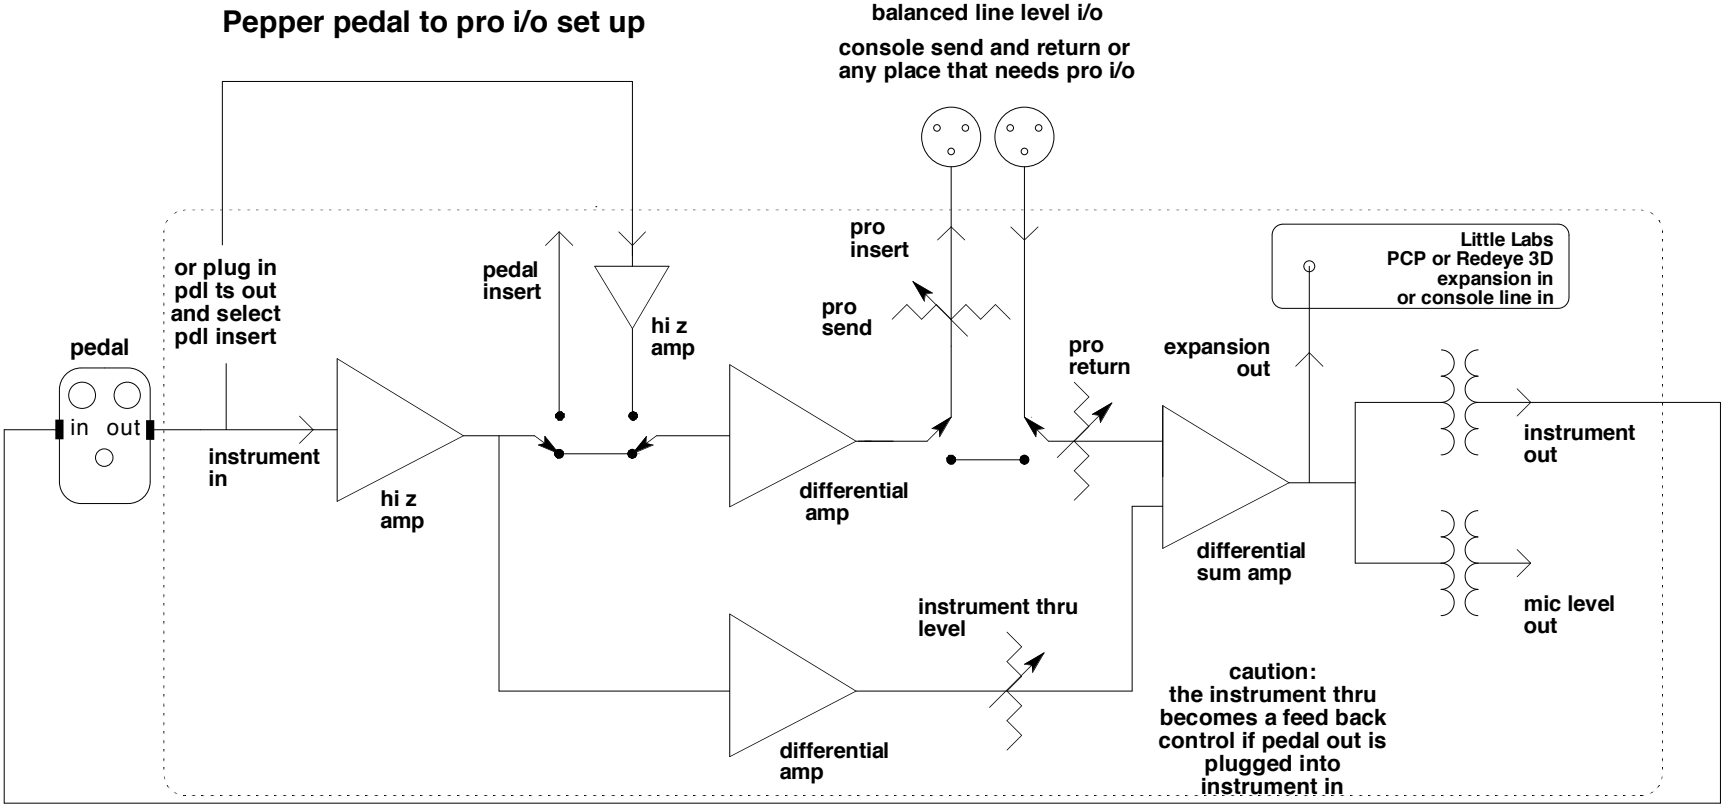 Pepper pedal to pro i/o set up
balanced line level i/o
console send and return or
any place that needs pro i/o
or plug in
pdl ts out
and select
pdl insert
pedal
in out
instrument
in
hi z
amp
pedal
insert
hi z
amp
differential
amp
pro
insert
pro
send
pro
return
expansion
out
Little Labs
PCP or Redeye 3D
expansion in
or console line in
instrument
out
differential
sum amp
mic level
out
instrument thru
level
differential
amp
caution:
the instrument thru
becomes a feed back
control if pedal out is
plugged into
instrument in